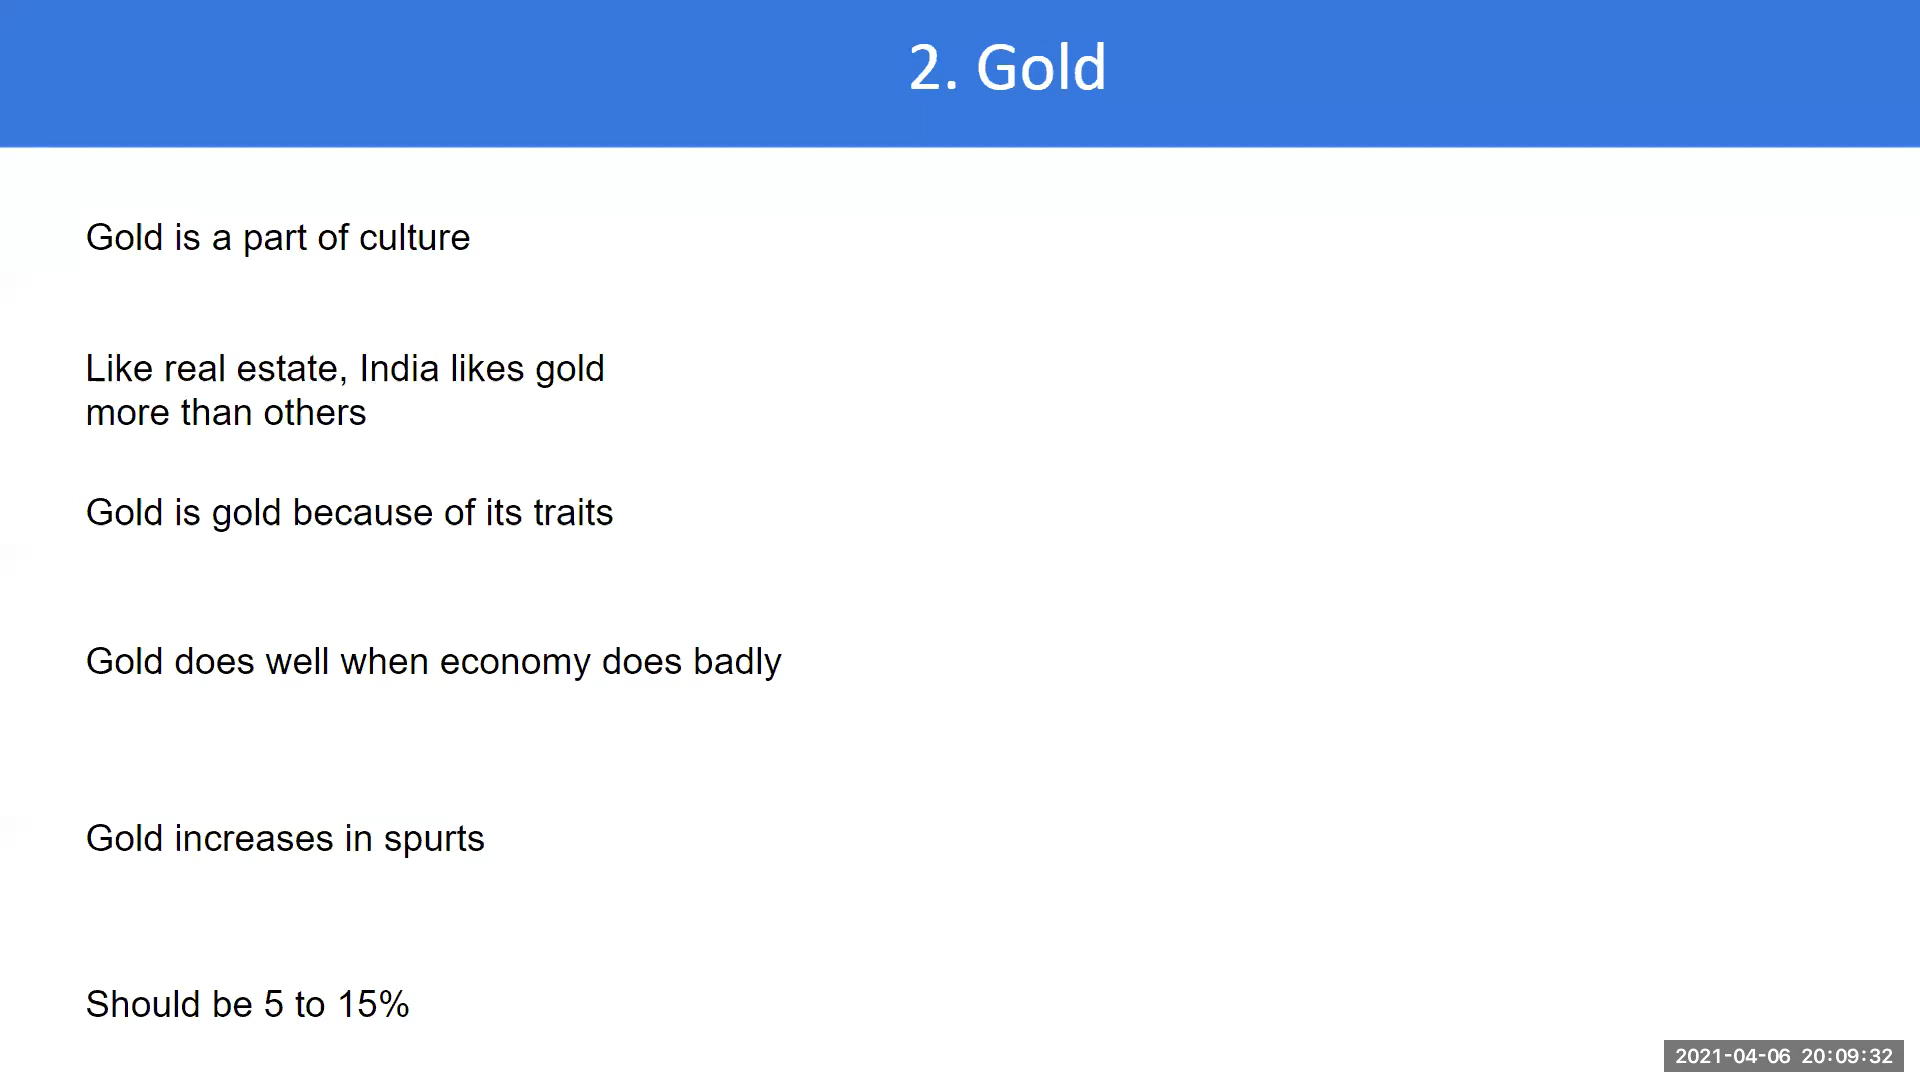 2. Gold
Gold is a part of culture
Like real estate, India likes gold
more than others
Gold is gold because of its traits
Gold does well when economy does badly
Gold increases in spurts
Should be 5 to 15%
2021-04-06 20:09:32